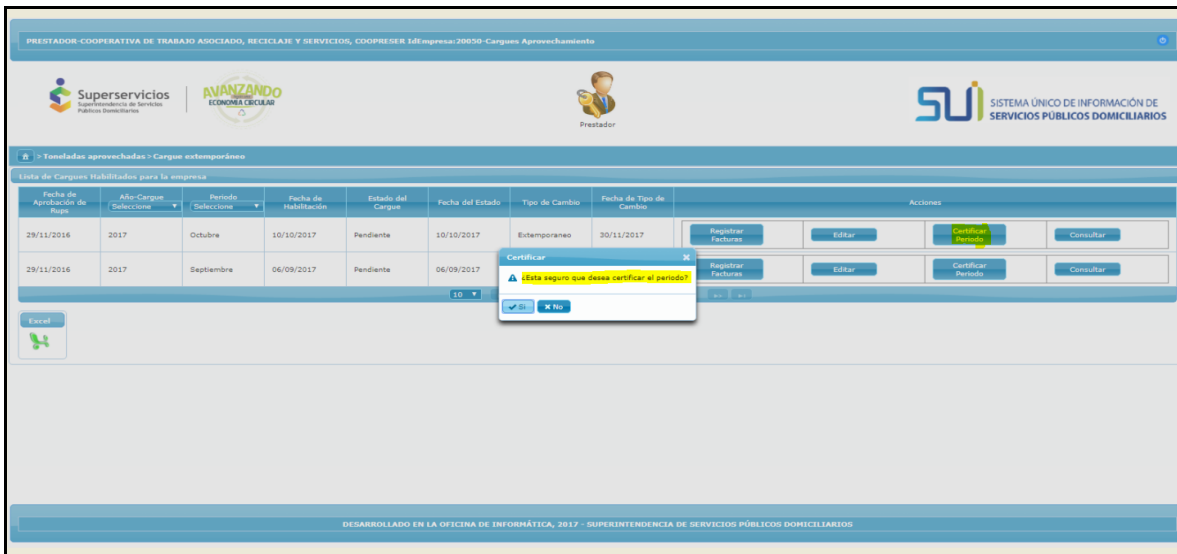 PRESTADOR-COOPERATIVA DE TRABAJO ASOCIADO, RECICLAJE Y SERVICIOS, COOPRESER IdEmpresa:20050-Cargues Aprovechamiento
Superservicios
Superintendencia de Servicios
Públicos Domiciliarios
AVANZANDO
ECONOMÍA CIRCULAR
Prestador
SUI
SISTEMA ÚNICO DE INFORMACIÓN DE
SERVICIOS PÚBLICOS DOMICILIARIOS
> Toneladas aprovechadas > Cargue extemporáneo
Lista de Cargues Habilitados para la empresa
Fecha de Aprobación de Rups
Año-Cargue Seleccione
Periodo Seleccione
Fecha de Habilitación
Estado del Cargue
Fecha del Estado
Tipo de Cambio
Fecha de Tipo de Cambio
Acciones
29/11/2016 2017 Octubre 10/10/2017 Pendiente 10/10/2017 Extemporaneo 30/11/2017 Registrar Facturas Editar Certificar Periodo Consultar
29/11/2016 2017 Septiembre 06/09/2017 Pendiente 06/09/2017 Registrar Facturas Editar Certificar Periodo Consultar
Certificar
¿Esta seguro que desea certificar el periodo?
Si No
10
Excel
DESARROLLADO EN LA OFICINA DE INFORMÁTICA, 2017 - SUPERINTENDENCIA DE SERVICIOS PÚBLICOS DOMICILIARIOS